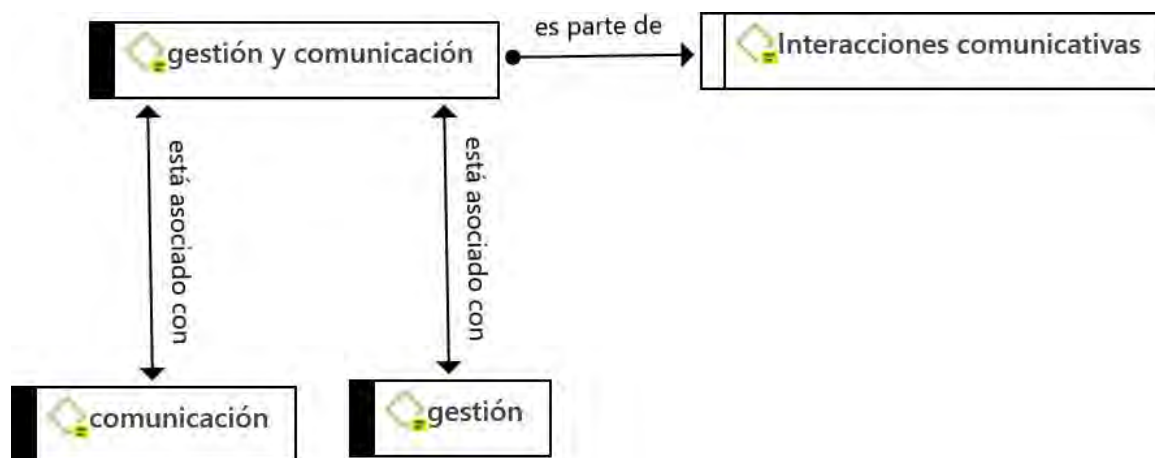 gestión y comunicación
es parte de
Interacciones comunicativas
está asociado con
está asociado con
comunicación
gestión